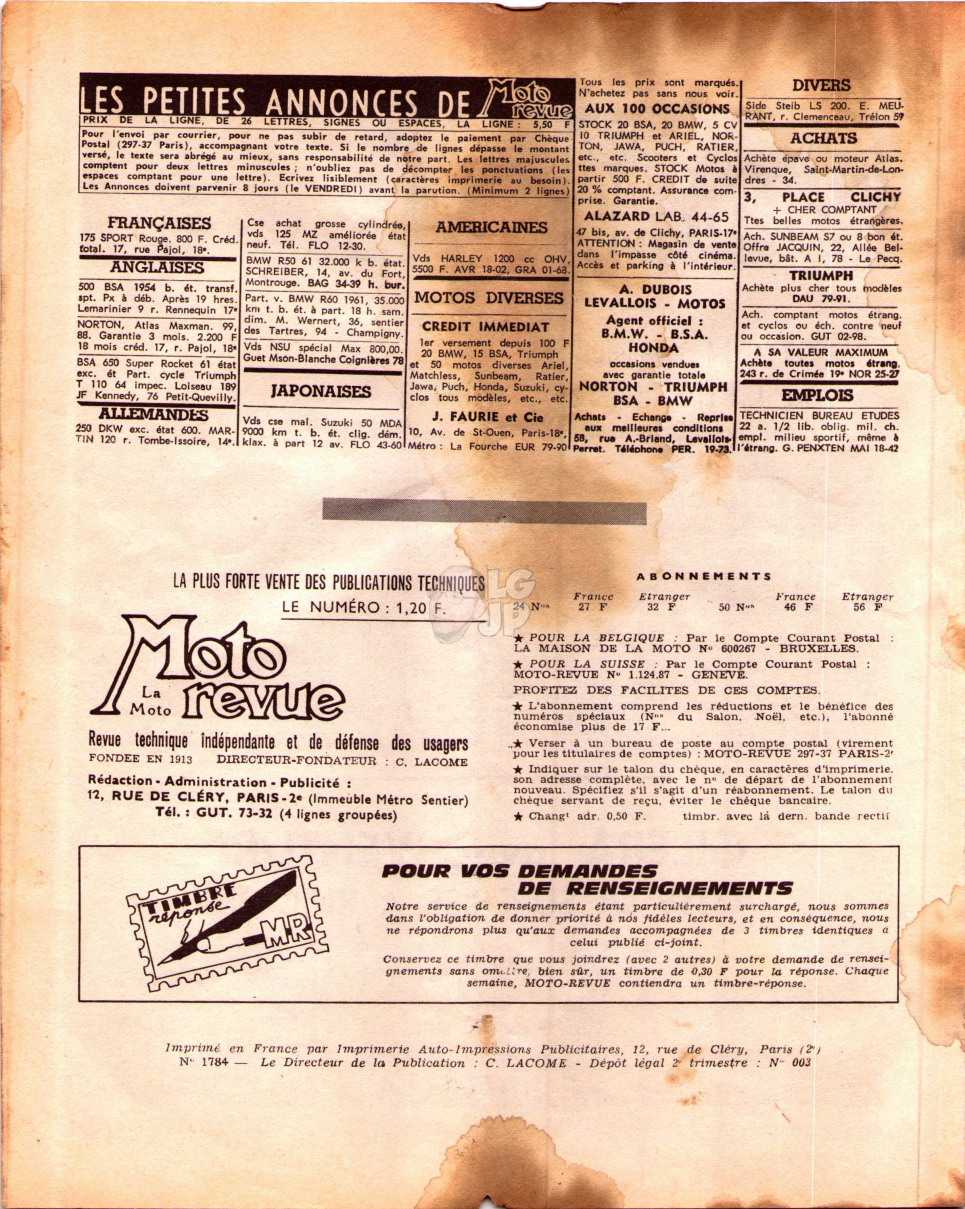 LES PETITES ANNONCES DE Moto revue
PRIX DE LA LIGNE, DE 26 LETTRES, SIGNES OU ESPACES, LA LIGNE : 5,50 F
Pour l'envoi par courrier, pour ne pas subir de retard, adoptez le paiement par Chèque
Postal (297-37 Paris), accompagnant votre texte. Si le nombre de lignes dépasse le montant
versé, le texte sera abrégé au mieux, sans responsabilité de notre part. Les lettres majuscules
comptent pour deux lettres minuscules ; n'oubliez pas de décompter les ponctuations (les
espaces comptant pour une lettre). Ecrivez lisiblement (caractères imprimerie au besoin).
Les Annonces doivent parvenir 8 jours (le VENDREDI) avant la parution. (Minimum 2 lignes)
FRANÇAISES
175 SPORT Rouge. 800 F. Créd.
total. 17, rue Pajol, 18e.
ANGLAISES
500 BSA 1954 b. ét. transf.
spt. Px à déb. Après 19 hres.
Lemarinier 9 r. Rennequin 17e
NORTON, Atlas Maxman. 99,
88. Garantie 3 mois. 2.200 F
18 mois créd. 17, r. Pajol, 18e
BSA 650 Super Rocket 61 état
exc. ét Part. cycle Triumph
T 110 64 impec. Loiseau 189
JF Kennedy, 76 Petit-Quevilly.
ALLEMANDES
250 DKW exc. état 600. MAR-
TIN 120 r. Tombe-Issoire, 14e.
Cse achat grosse cylindrée,
vds 125 MZ améliorée état
neuf. Tél. FLO 12-30.
BMW R50 61 32.000 k b. état.
SCHREIBER, 14, av. du Fort,
Montrouge. BAG 34-39 h. bur.
Part. v. BMW R60 1961, 35.000
km t. b. ét. à part. 18 h. sam.
dim. M. Wernert, 36, sentier
des Tartres, 94 - Champigny.
Vds NSU spécial Max 800,00.
Guet Mson-Blanche Coignières 78
JAPONAISES
Vds cse mal. Suzuki 50 MDA
9000 km t. b. ét. clig. dém.
klax. à part 12 av. FLO 43-60
AMERICAINES
Vds HARLEY 1200 cc OHV,
5500 F. AVR 18-02, GRA 01-68.
MOTOS DIVERSES
CREDIT IMMEDIAT
1er versement depuis 100 F
20 BMW, 15 BSA, Triumph
et 50 motos diverses Ariel,
Matchless, Sunbeam, Ratier,
Jawa, Puch, Honda, Suzuki, cy-
clos tous modèles, etc., etc.
J. FAURIE et Cie
10, Av. de St-Ouen, Paris-18e,
Métro : La Fourche EUR 79-90
Tous les prix sont marqués.
N'achetez pas sans nous voir.
AUX 100 OCCASIONS
STOCK 20 BSA, 20 BMW, 5 CV
10 TRIUMPH et ARIEL, NOR-
TON, JAWA, PUCH, RATIER,
etc., etc. Scooters et Cyclos
ttes marques. STOCK Motos à
partir 500 F. CREDIT de suite
20 % comptant. Assurance com-
prise. Garantie.
ALAZARD LAB. 44-65
47 bis, av. de Clichy, PARIS-17e
ATTENTION : Magasin de vente
dans l'impasse côté cinéma.
Accès et parking à l'intérieur.
A. DUBOIS
LEVALLOIS - MOTOS
Agent officiel :
B.M.W. - B.S.A.
HONDA
occasions vendues
avec garantie totale
NORTON - TRIUMPH
BSA - BMW
Achats - Echange - Reprise
aux meilleures conditions
58, rue A.-Briand, Levallois-
Perret. Téléphone PER. 19-73.
DIVERS
Side Steib LS 200. E. MEU-
RANT, r. Clemenceau, Trélon 59
ACHATS
Achète épave ou moteur Atlas.
Virenque, Saint-Martin-de-Lon-
dres - 34.
3, PLACE CLICHY
+ CHER COMPTANT
Ttes belles motos étrangères.
Ach. SUNBEAM S7 ou 8 bon ét.
Offre JACQUIN, 22, Allée Bel-
levue, bât. A 1, 78 - Le Pecq.
TRIUMPH
Achète plus cher tous modèles
DAU 79-91.
Ach. comptant motos étrang.
et cyclos ou éch. contre neuf
ou occasion. GUT 02-98.
A SA VALEUR MAXIMUM
Achète toutes motos étrang.
243 r. de Crimée 19e NOR 25-27
EMPLOIS
TECHNICIEN BUREAU ETUDES
22 a. 1/2 lib. oblig. mil. ch.
empl. milieu sportif, même à
l'étrang. G. PENXTEN MAI 18-42
LA PLUS FORTE VENTE DES PUBLICATIONS TECHNIQUES
LE NUMÉRO : 1,20 F.
La Moto
Moto revue
Revue technique indépendante et de défense des usagers
FONDEE EN 1913 DIRECTEUR-FONDATEUR : C. LACOME
Rédaction - Administration - Publicité :
12, RUE DE CLÉRY, PARIS-2e (Immeuble Métro Sentier)
Tél. : GUT. 73-32 (4 lignes groupées)
LGJP
ABONNEMENTS
France Etranger France Etranger
24 Nos 27 F 32 F 50 Nos 46 F 56 F
★ POUR LA BELGIQUE : Par le Compte Courant Postal :
LA MAISON DE LA MOTO No 600267 - BRUXELLES.
★ POUR LA SUISSE : Par le Compte Courant Postal :
MOTO-REVUE No 1.124.87 - GENEVE.
PROFITEZ DES FACILITES DE CES COMPTES.
★ L'abonnement comprend les réductions et le bénéfice des
numéros spéciaux (Nos du Salon, Noël, etc.), l'abonné
économise plus de 17 F...
★ Verser à un bureau de poste au compte postal (virement
pour les titulaires de comptes) : MOTO-REVUE 297-37 PARIS-2e
★ Indiquer sur le talon du chèque, en caractères d'imprimerie,
son adresse complète, avec le no de départ de l'abonnement
nouveau. Spécifiez s'il s'agit d'un réabonnement. Le talon du
chèque servant de reçu, éviter le chèque bancaire.
★ Changt adr. 0,50 F. timbr. avec la dern. bande rectif
TIMBRE
réponse
MR
POUR VOS DEMANDES
DE RENSEIGNEMENTS
Notre service de renseignements étant particulièrement surchargé, nous sommes
dans l'obligation de donner priorité à nos fidèles lecteurs, et en conséquence, nous
ne répondrons plus qu'aux demandes accompagnées de 3 timbres identiques a
celui publié ci-joint.
Conservez ce timbre que vous joindrez (avec 2 autres) à votre demande de rensei-
gnements sans omettre, bien sûr, un timbre de 0,30 F pour la réponse. Chaque
semaine, MOTO-REVUE contiendra un timbre-réponse.
Imprimé en France par Imprimerie Auto-Impressions Publicitaires, 12, rue de Cléry, Paris (2e)
No 1784 — Le Directeur de la Publication : C. LACOME - Dépôt légal 2e trimestre : No 003